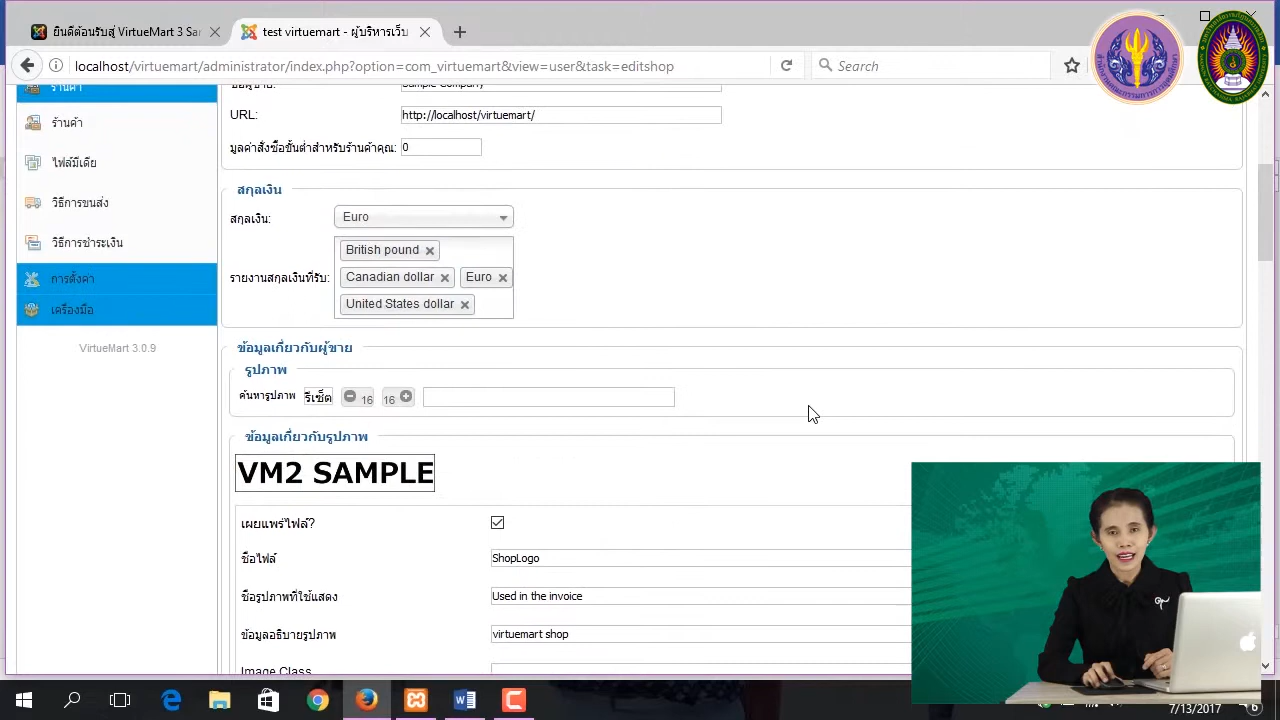 ยินดีต้อนรับสู่ VirtueMart 3 Sar
test virtuemart - ผู้บริหารเว็บ
localhost/virtuemart/administrator/index.php?option=com_virtuemart&view=user&task=editshop
Search
ร้านค้า
Sample Company
ร้านค้า
URL:
http://localhost/virtuemart/
มูลค่าสั่งซื้อขั้นต่ำสำหรับร้านค้าคุณ:
0
ไฟล์มีเดีย
สกุลเงิน
วิธีการขนส่ง
สกุลเงิน:
Euro
วิธีการชำระเงิน
British pound
การตั้งค่า
รายงานสกุลเงินที่รับ:
Canadian dollar
Euro
เครื่องมือ
United States dollar
VirtueMart 3.0.9
ข้อมูลเกี่ยวกับผู้ขาย
รูปภาพ
ค้นหารูปภาพ
รีเซ็ต
16
16
ข้อมูลเกี่ยวกับรูปภาพ
VM2 SAMPLE
เผยแพร่ไฟล์?
ชื่อไฟล์
ShopLogo
ชื่อรูปภาพที่ใช้แสดง
Used in the invoice
ข้อมูลอธิบายรูปภาพ
virtuemart shop
Image Class
7/13/2017